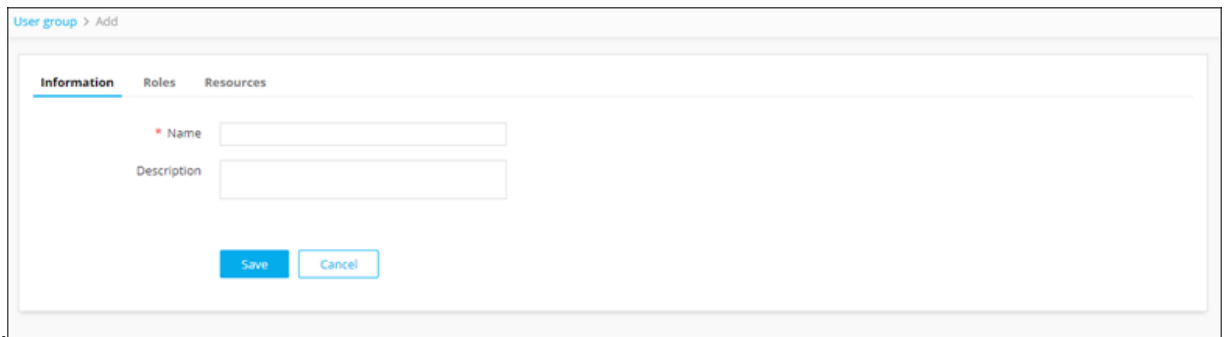 User group > Add
Information Roles Resources
* Name
Description
Save Cancel